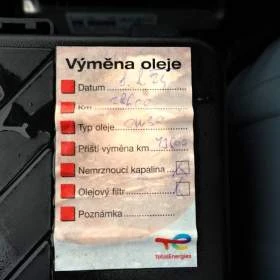 Výměna oleje
Datum
Km
Typ oleje
Příští výměna km
Nemrznoucí kapalina
Olejový filtr
Poznámka
TotalEnergies